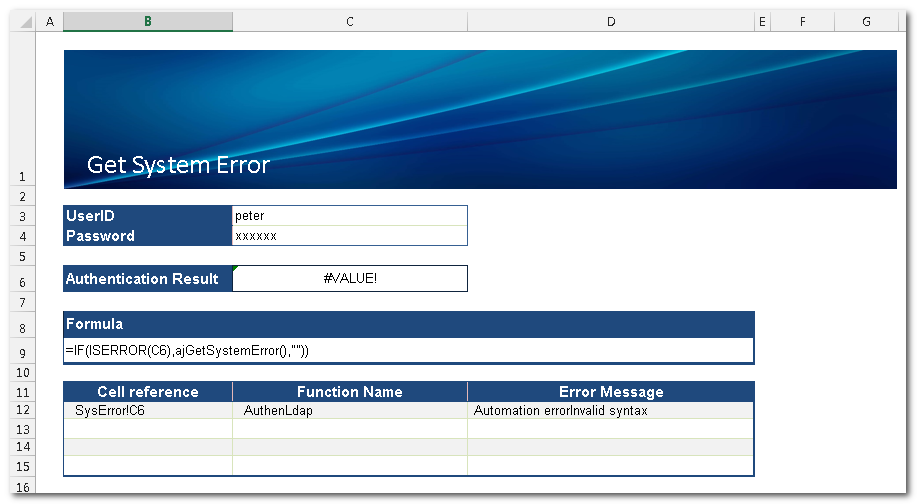 A B C D E F G
1 Get System Error
2
3 UserID peter
4 Password xxxxxx
5
6 Authentication Result #VALUE!
7
8 Formula
9 =IF(ISERROR(C6),ajGetSystemError(),""))
10
11 Cell reference Function Name Error Message
12 SysError!C6 AuthenLdap Automation errorInvalid syntax
13
14
15
16